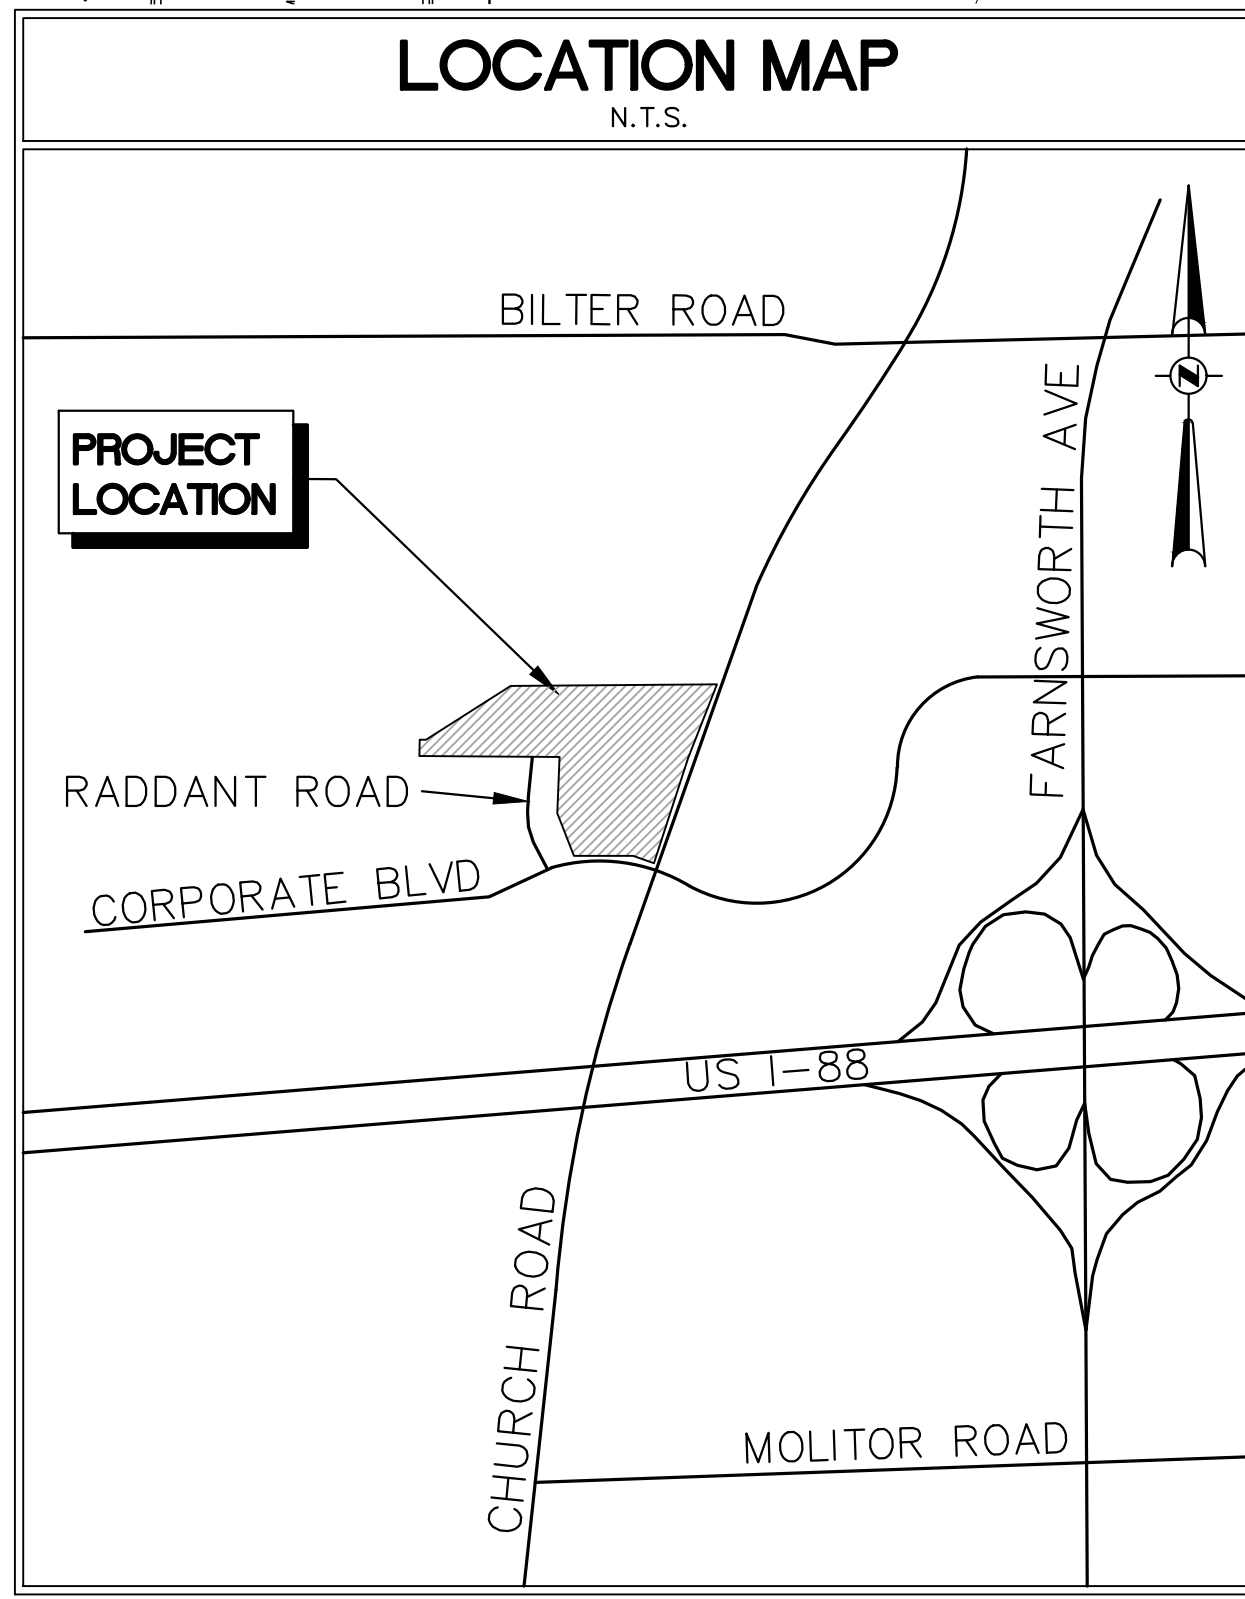 LOCATION MAP
N.T.S.
BILTER ROAD
PROJECT
LOCATION
FARNSWORTH AVE
N
RADDANT ROAD
CORPORATE BLVD
US I-88
CHURCH ROAD
MOLITOR ROAD